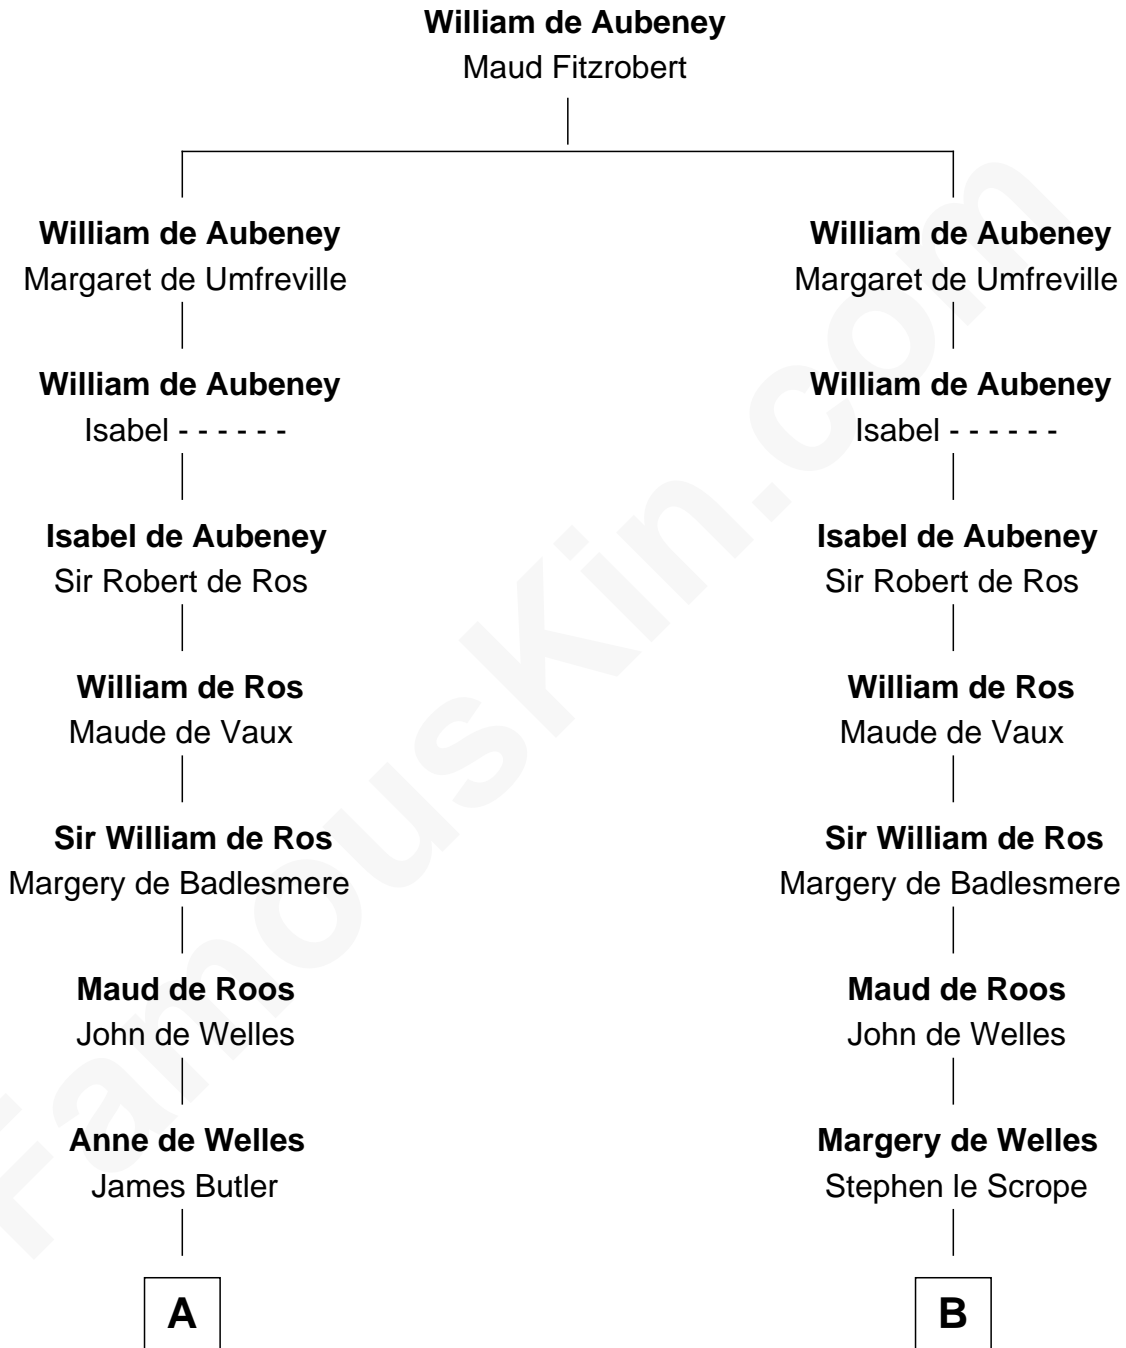 William de Aubeney
Maud Fitzrobert
William de Aubeney
Margaret de Umfreville
William de Aubeney
Margaret de Umfreville
William de Aubeney
Isabel - - - - - -
William de Aubeney
Isabel - - - - - -
Isabel de Aubeney
Sir Robert de Ros
Isabel de Aubeney
Sir Robert de Ros
William de Ros
Maude de Vaux
William de Ros
Maude de Vaux
Sir William de Ros
Margery de Badlesmere
Sir William de Ros
Margery de Badlesmere
Maud de Roos
John de Welles
Maud de Roos
John de Welles
Anne de Welles
James Butler
Margery de Welles
Stephen le Scrope
A
B
FamousKin.com